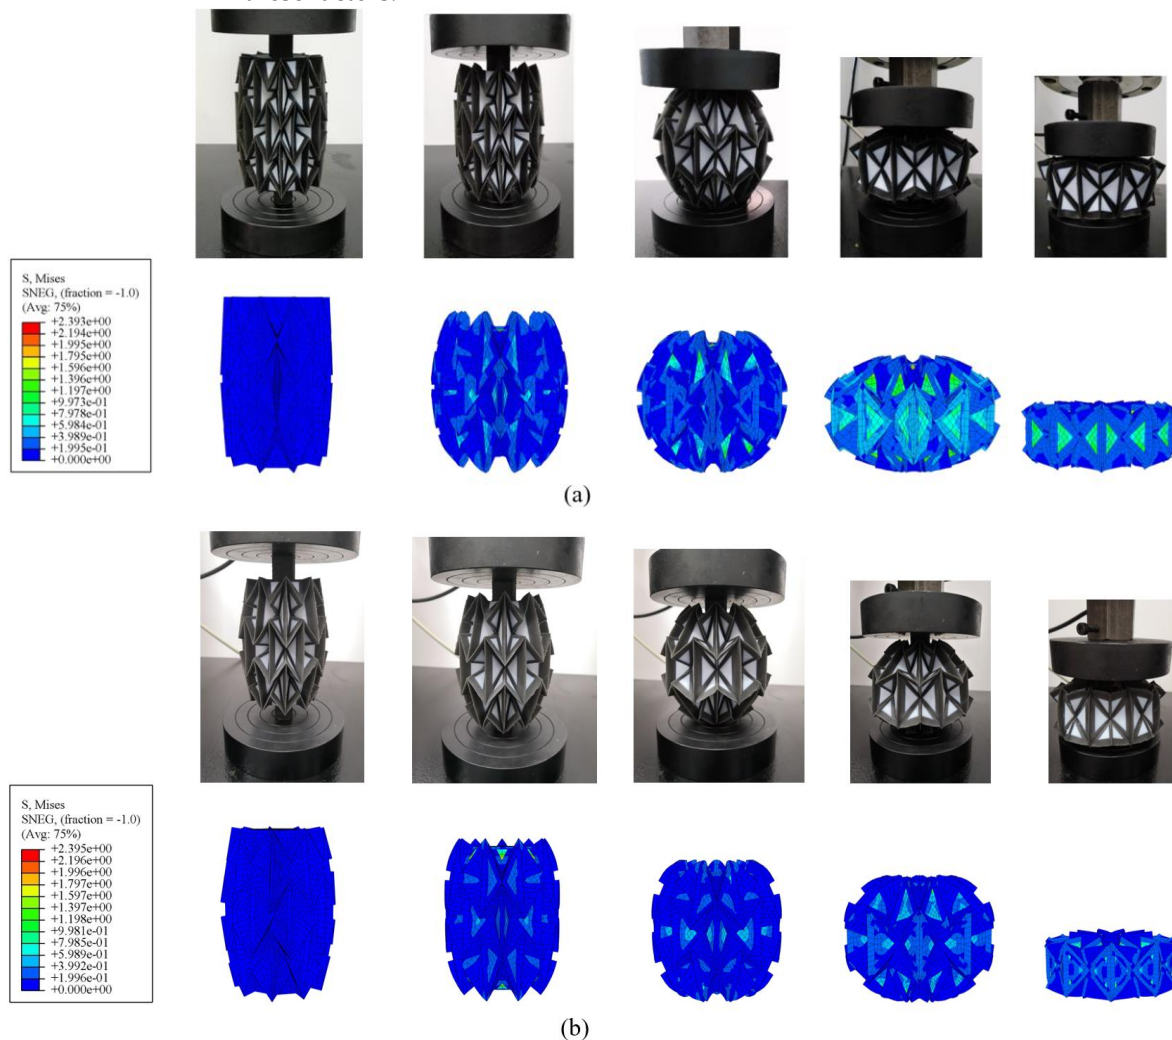 S, Mises
SNEG, (fraction = -1.0)
(Avg: 75%)
+2.393e+00
+2.194e+00
+1.995e+00
+1.795e+00
+1.596e+00
+1.396e+00
+1.197e+00
+9.973e-01
+7.978e-01
+5.984e-01
+3.989e-01
+1.995e-01
+0.000e+00
(a)
S, Mises
SNEG, (fraction = -1.0)
(Avg: 75%)
+2.395e+00
+2.196e+00
+1.996e+00
+1.797e+00
+1.597e+00
+1.397e+00
+1.198e+00
+9.981e-01
+7.985e-01
+5.989e-01
+3.992e-01
+1.996e-01
+0.000e+00
(b)